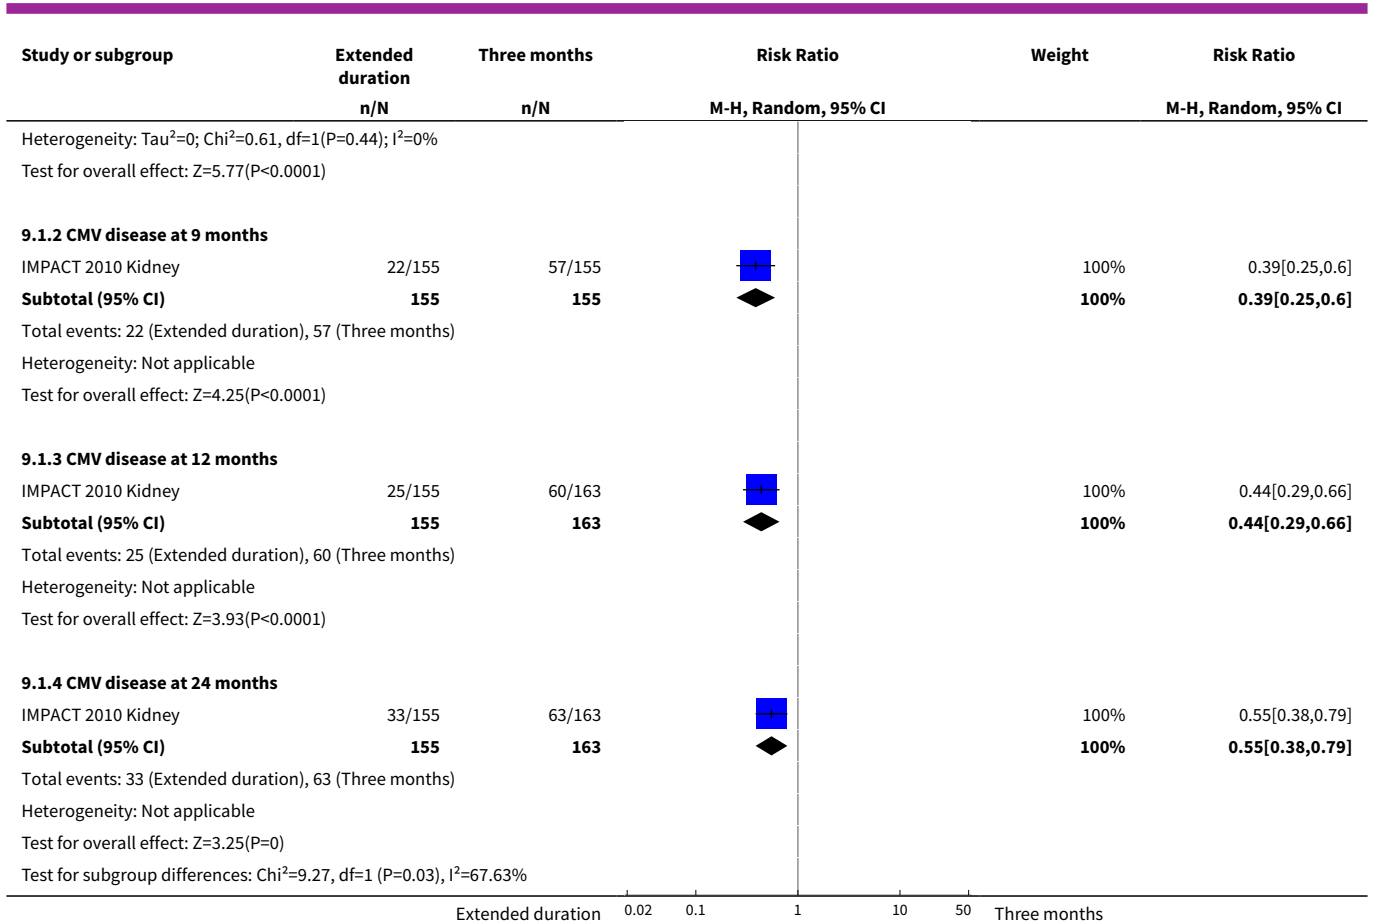 Study or subgroup Extended duration Three months Risk Ratio Weight Risk Ratio
n/N n/N M-H, Random, 95% CI M-H, Random, 95% CI
Heterogeneity: Tau²=0; Chi²=0.61, df=1(P=0.44); I²=0%
Test for overall effect: Z=5.77(P<0.0001)
9.1.2 CMV disease at 9 months
IMPACT 2010 Kidney 22/155 57/155 100% 0.39[0.25,0.6]
Subtotal (95% CI) 155 155 100% 0.39[0.25,0.6]
Total events: 22 (Extended duration), 57 (Three months)
Heterogeneity: Not applicable
Test for overall effect: Z=4.25(P<0.0001)
9.1.3 CMV disease at 12 months
IMPACT 2010 Kidney 25/155 60/163 100% 0.44[0.29,0.66]
Subtotal (95% CI) 155 163 100% 0.44[0.29,0.66]
Total events: 25 (Extended duration), 60 (Three months)
Heterogeneity: Not applicable
Test for overall effect: Z=3.93(P<0.0001)
9.1.4 CMV disease at 24 months
IMPACT 2010 Kidney 33/155 63/163 100% 0.55[0.38,0.79]
Subtotal (95% CI) 155 163 100% 0.55[0.38,0.79]
Total events: 33 (Extended duration), 63 (Three months)
Heterogeneity: Not applicable
Test for overall effect: Z=3.25(P=0)
Test for subgroup differences: Chi²=9.27, df=1 (P=0.03), I²=67.63%
Extended duration 0.02 0.1 1 10 50 Three months